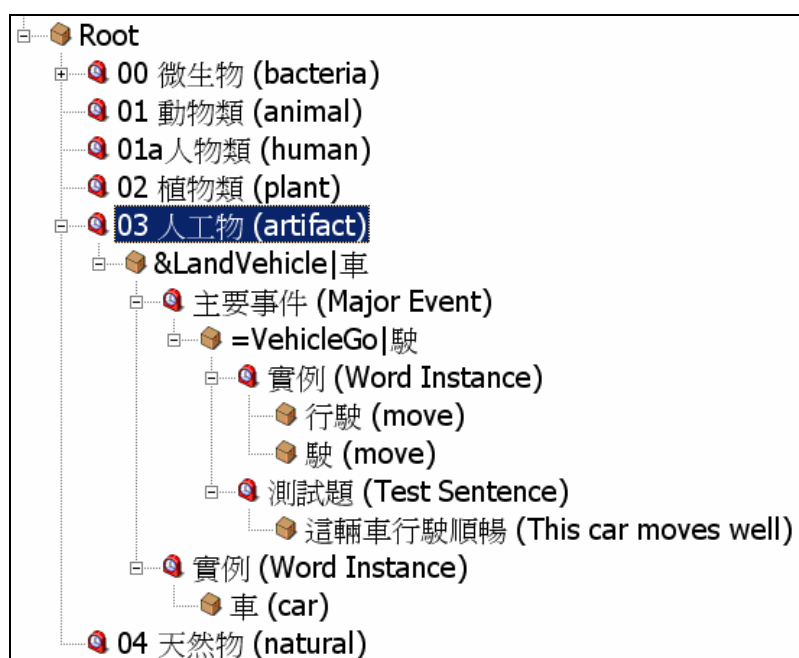 Root
00 微生物 (bacteria)
01 動物類 (animal)
01a人物類 (human)
02 植物類 (plant)
03 人工物 (artifact)
&LandVehicle|車
主要事件 (Major Event)
=VehicleGo|駛
實例 (Word Instance)
行駛 (move)
駛 (move)
測試題 (Test Sentence)
這輛車行駛順暢 (This car moves well)
實例 (Word Instance)
車 (car)
04 天然物 (natural)